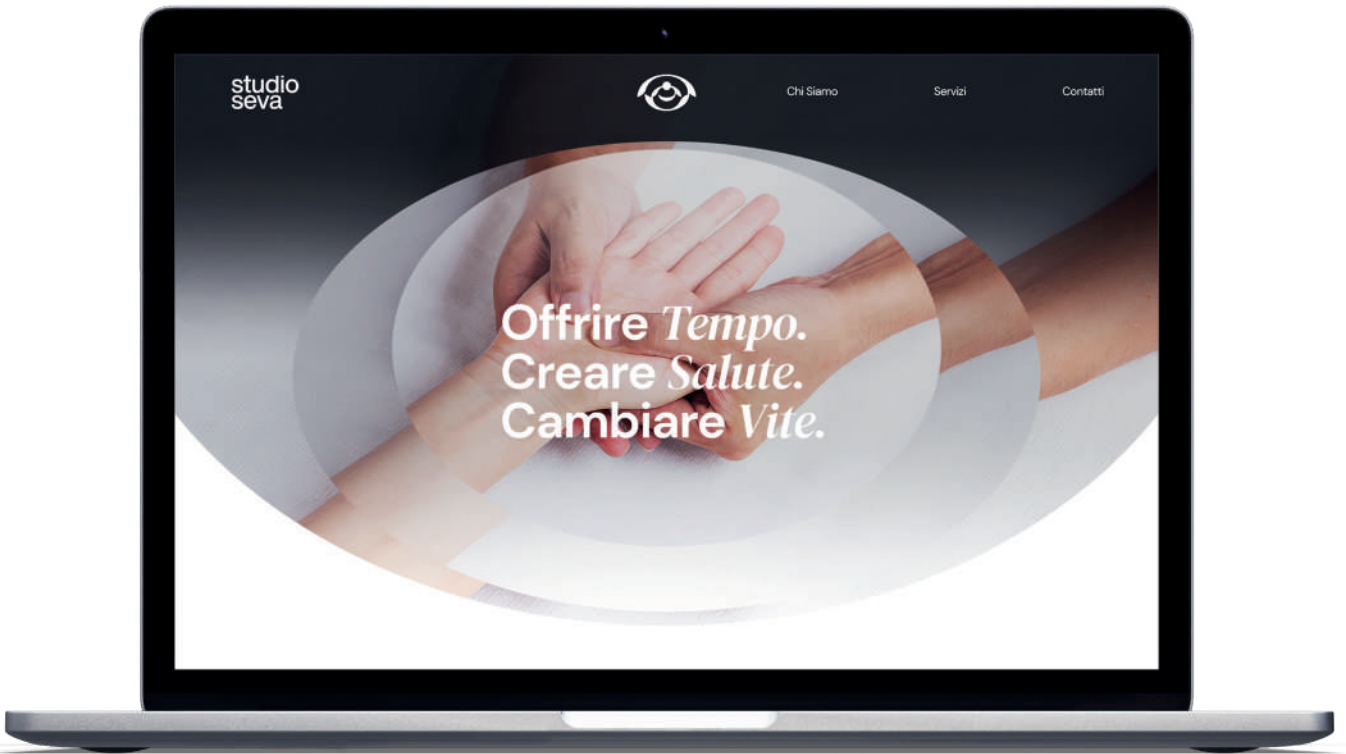 studio
seva
Chi Siamo
Servizi
Contatti
Offrire Tempo.
Creare Salute.
Cambiare Vite.